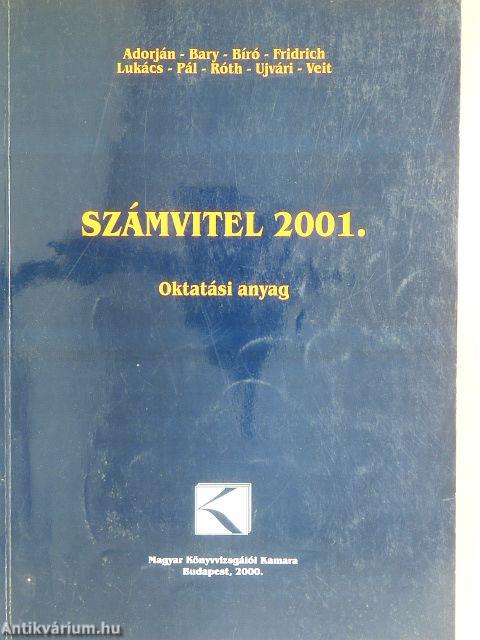 Adorján - Bary - Bíró - Fridrich
Lukács - Pál - Róth - Ujvári - Veit
SZÁMVITEL 2001.
Oktatási anyag
Magyar Könyvvizsgálói Kamara
Budapest, 2000.
Antikvárium.hu